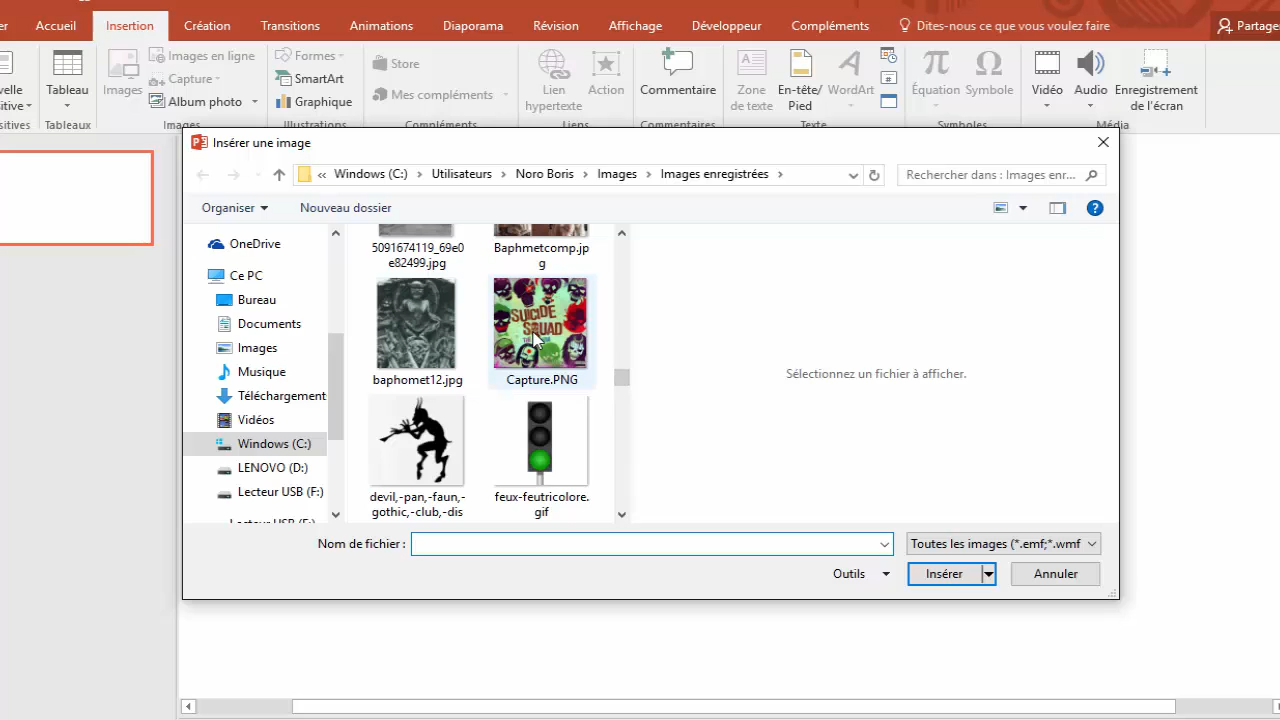 er Accueil Insertion Création Transitions Animations Diaporama Révision Affichage Développeur Compléments Dites-nous ce que vous voulez faire Partage
Images en ligne Formes Store
velle Tableau Images Capture SmartArt Mes compléments Lien Action Commentaire Zone En-tête/ WordArt Équation Symbole Vidéo Audio Enregistrement
sitive Album photo Graphique hypertexte de texte Pied de l'écran
sitives Tableaux Images Illustrations Compléments Liens Commentaires Texte Symboles Média
Insérer une image
« Windows (C:) Utilisateurs Noro Boris Images Images enregistrées Rechercher dans : Images enr...
Organiser Nouveau dossier
OneDrive
Ce PC
Bureau
Documents
Images
Musique
Téléchargement
Vidéos
Windows (C:)
LENOVO (D:)
Lecteur USB (F:)
Lecteur USB (F:)
5091674119_69e0
e82499.jpg
Baphmetcomp.jp
g
SUICIDE
SQUAD
baphomet12.jpg
Capture.PNG
devil,-pan,-faun,-
gothic,-club,-dis
feux-feutricolore.
gif
Sélectionnez un fichier à afficher.
Nom de fichier : Toutes les images (*.emf;*.wmf
Outils Insérer Annuler